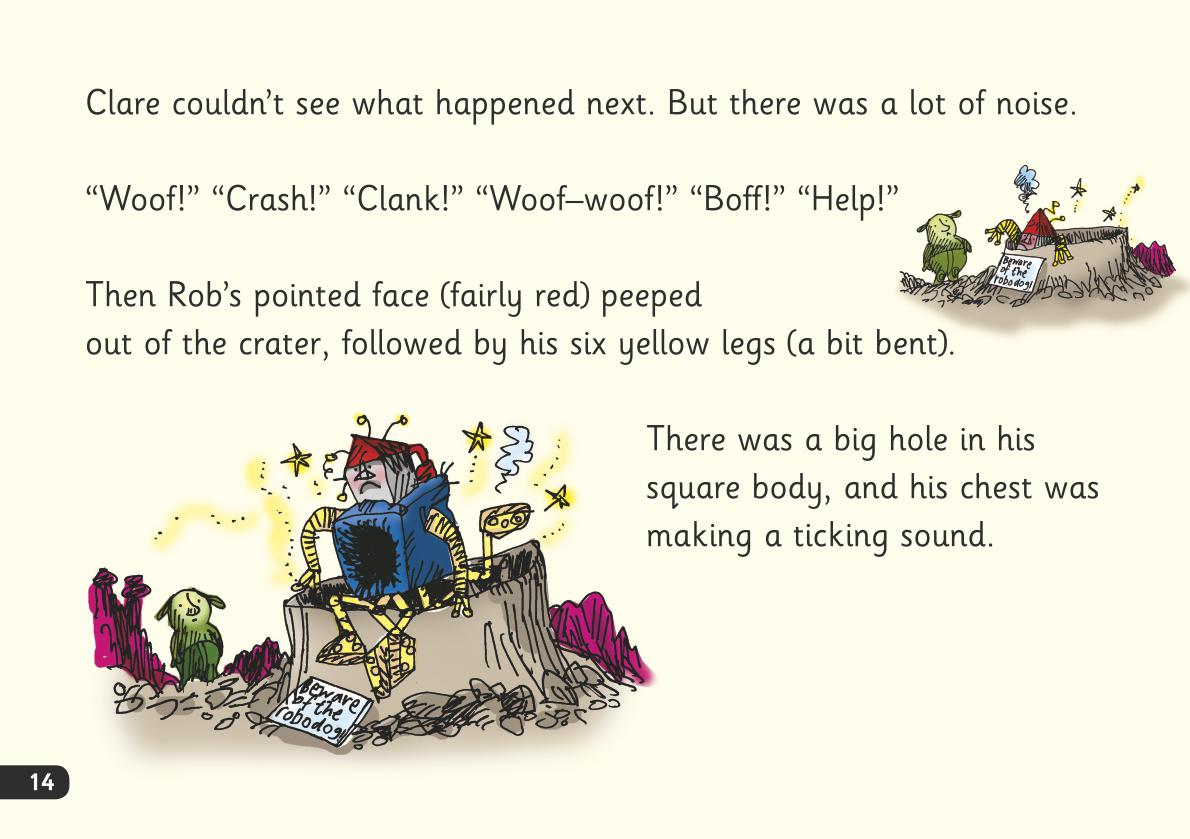 Clare couldn’t see what happened next. But there was a lot of noise.
“Woof!” “Crash!” “Clank!” “Woof–woof!” “Boff!” “Help!”
Beware
of the
robodog!
Then Rob’s pointed face (fairly red) peeped
out of the crater, followed by his six yellow legs (a bit bent).
There was a big hole in his
square body, and his chest was
making a ticking sound.
Beware
of the
robodog!
14